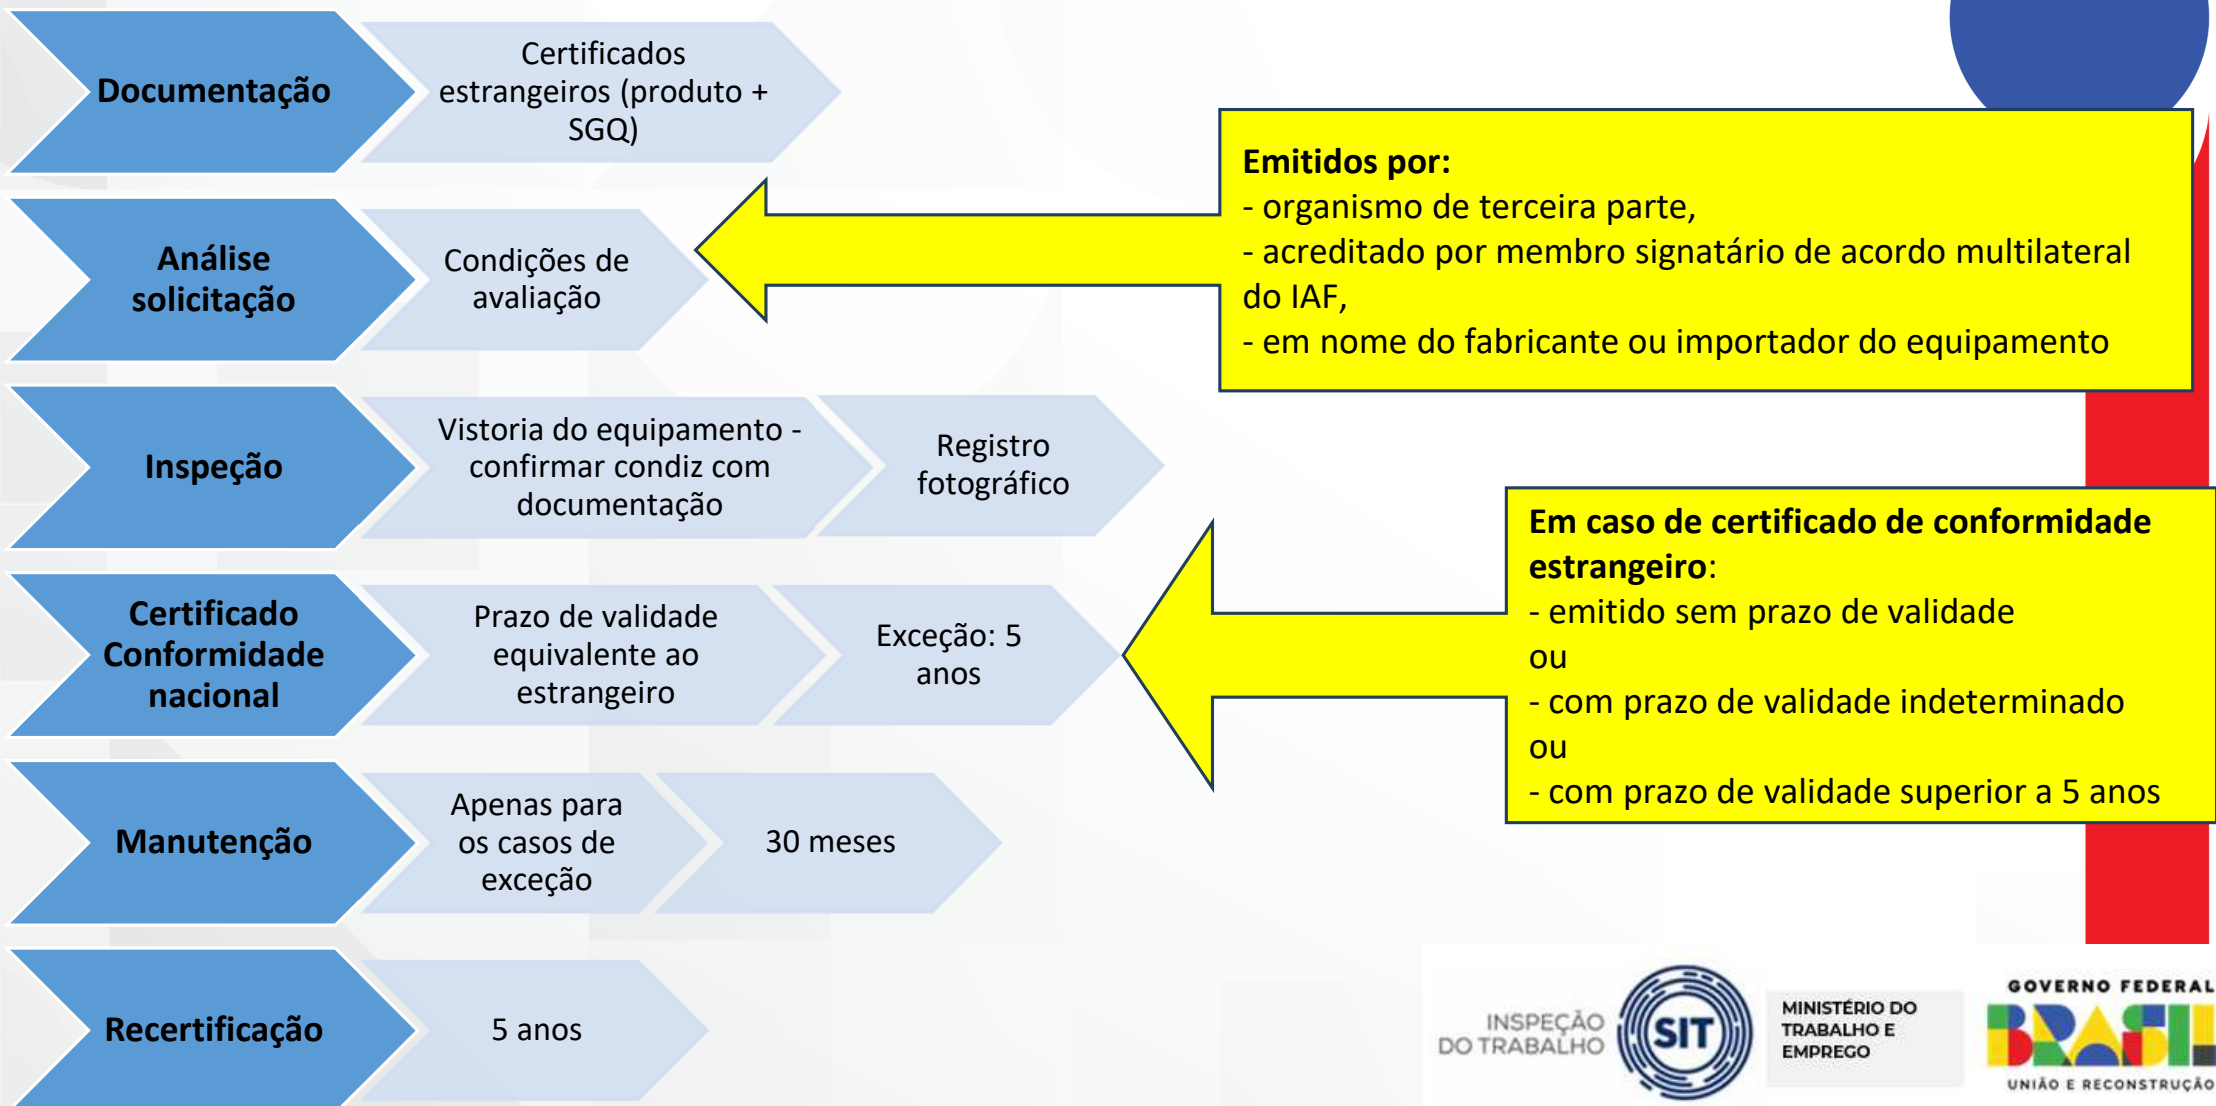 Documentação
Certificados
estrangeiros (produto +
SGQ)
Emitidos por:
- organismo de terceira parte,
- acreditado por membro signatário de acordo multilateral
do IAF,
- em nome do fabricante ou importador do equipamento
Análise
solicitação
Condições de
avaliação
Inspeção
Vistoria do equipamento -
confirmar condiz com
documentação
Registro
fotográfico
Certificado
Conformidade
nacional
Prazo de validade
equivalente ao
estrangeiro
Exceção: 5
anos
Em caso de certificado de conformidade
estrangeiro:
- emitido sem prazo de validade
ou
- com prazo de validade indeterminado
ou
- com prazo de validade superior a 5 anos
Manutenção
Apenas para
os casos de
exceção
30 meses
Recertificação
5 anos
INSPEÇÃO
DO TRABALHO
SIT
MINISTÉRIO DO
TRABALHO E
EMPREGO
GOVERNO FEDERAL
BRASIL
UNIÃO E RECONSTRUÇÃO